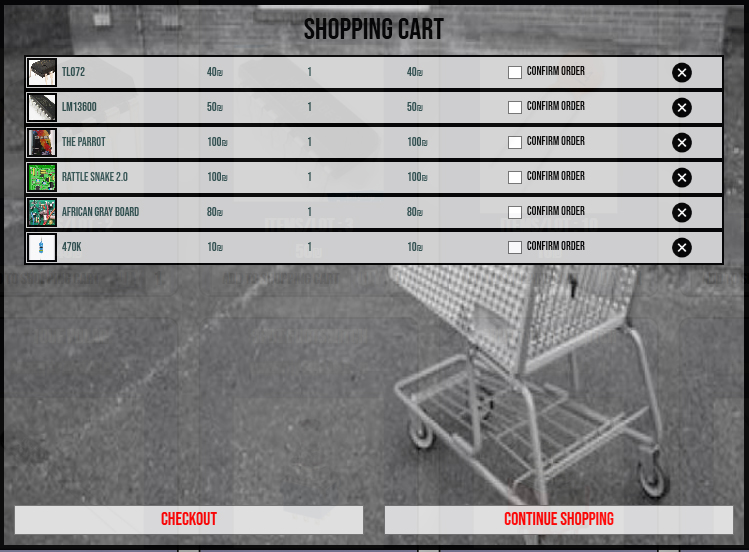 SHOPPING CART
TL072 40₪ 1 40₪ CONFIRM ORDER
LM13600 50₪ 1 50₪ CONFIRM ORDER
THE PARROT 100₪ 1 100₪ CONFIRM ORDER
RATTLE SNAKE 2.0 100₪ 1 100₪ CONFIRM ORDER
AFRICAN GRAY BOARD 80₪ 1 80₪ CONFIRM ORDER
470K 10₪ 1 10₪ CONFIRM ORDER
CHECKOUT CONTINUE SHOPPING